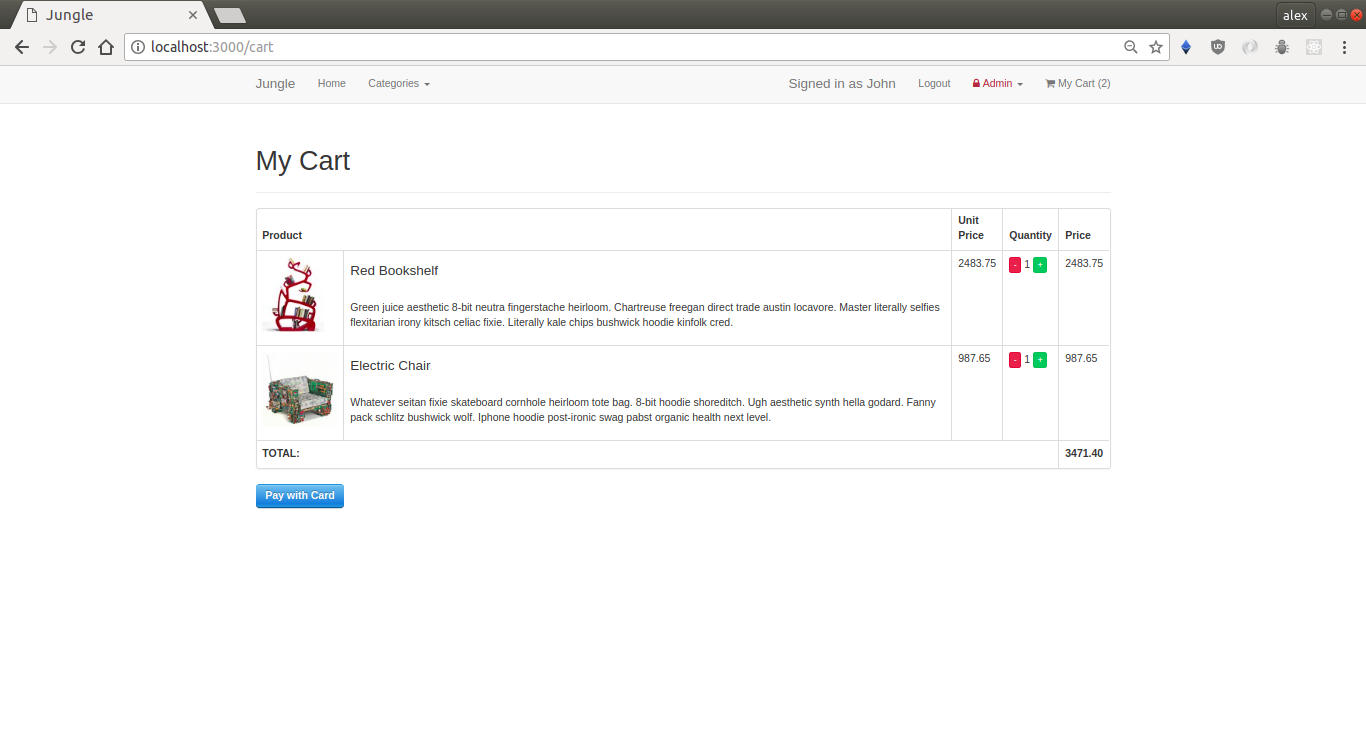 Jungle
alex
localhost:3000/cart
Jungle Home Categories Signed in as John Logout Admin My Cart (2)
My Cart
Product Unit Price Quantity Price
Red Bookshelf 2483.75 - 1 + 2483.75
Green juice aesthetic 8-bit neutra fingerstache heirloom. Chartreuse freegan direct trade austin locavore. Master literally selfies
flexitarian irony kitsch celiac fixie. Literally kale chips bushwick hoodie kinfolk cred.
Electric Chair 987.65 - 1 + 987.65
Whatever seitan fixie skateboard cornhole heirloom tote bag. 8-bit hoodie shoreditch. Ugh aesthetic synth hella godard. Fanny
pack schlitz bushwick wolf. Iphone hoodie post-ironic swag pabst organic health next level.
TOTAL: 3471.40
Pay with Card